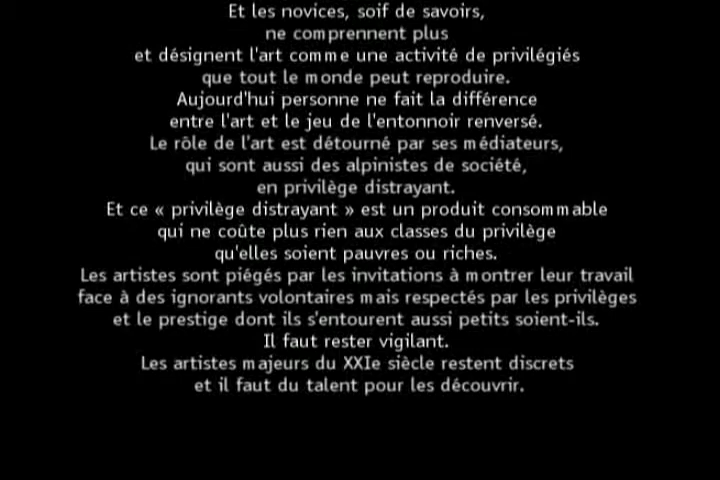 Et les novices, soif de savoirs,
ne comprennent plus
et désignent l'art comme une activité de privilégiés
que tout le monde peut reproduire.
Aujourd'hui personne ne fait la différence
entre l'art et le jeu de l'entonnoir renversé.
Le rôle de l'art est détourné par ses médiateurs,
qui sont aussi des alpinistes de société,
en privilège distrayant.
Et ce « privilège distrayant » est un produit consommable
qui ne coûte plus rien aux classes du privilège
qu'elles soient pauvres ou riches.
Les artistes sont piégés par les invitations à montrer leur travail
face à des ignorants volontaires mais respectés par les privilèges
et le prestige dont ils s'entourent aussi petits soient-ils.
Il faut rester vigilant.
Les artistes majeurs du XXIe siècle restent discrets
et il faut du talent pour les découvrir.